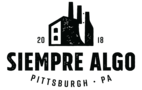 20 18
SIEMPRE ALGO
PITTSBURGH • PA